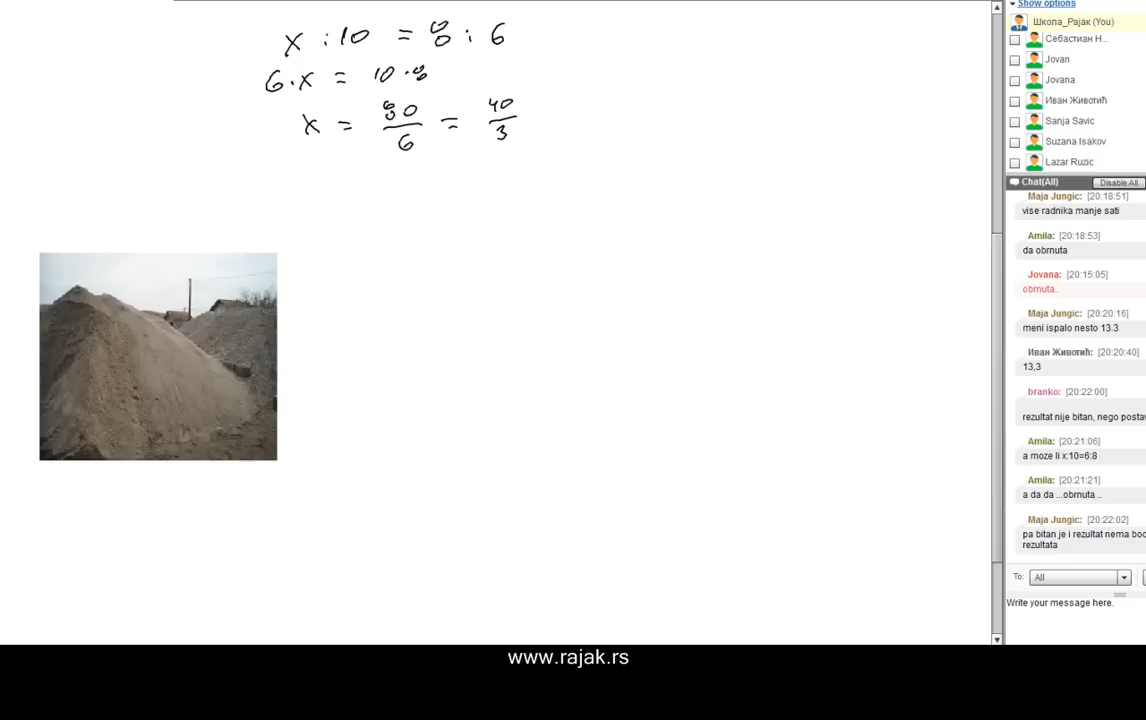 x : 10 = 8 : 6
6 · x = 10 · 8
x = 80/6 = 40/3
Show options
Школа_Рајак (You)
Себастиан Н...
Jovan
Jovana
Иван Животић
Sanja Savic
Suzana Isakov
Lazar Ruzic
Chat(All) Disable All..
Maja Jungic: [20:18:51]
vise radnika manje sati
Amila: [20:18:53]
da obrnuta
Jovana: [20:15:05]
obrnuta..
Maja Jungic: [20:20:16]
meni ispalo nesto 13.3
Иван Животић: [20:20:40]
13,3
branko: [20:22:00]
rezultat nije bitan, nego postav
Amila: [20:21:06]
a moze li x:10=6:8
Amila: [20:21:21]
a da da ...obrnuta ..
Maja Jungic: [20:22:02]
pa bitan je i rezultat nema bod
rezultata
To: All
Write your message here.
www.rajak.rs